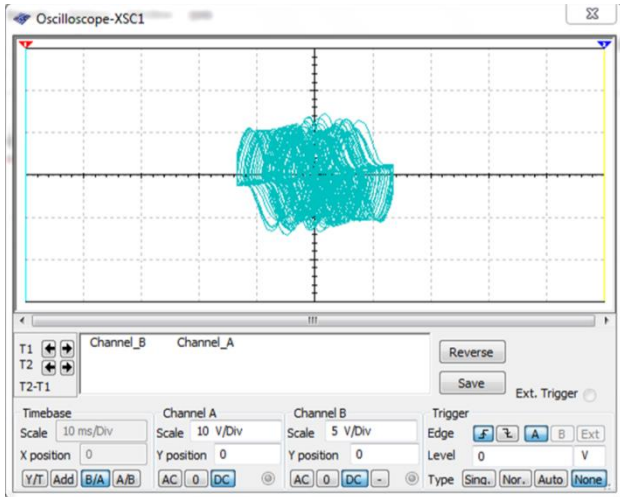 Oscilloscope-XSC1
1
T1
Channel_B Channel_A
T2
T2-T1
Reverse
Save
Ext. Trigger
Timebase Channel A Channel B Trigger
Scale 10 ms/Div Scale 10 V/Div Scale 5 V/Div Edge A B Ext
X position 0 Y position 0 Y position 0 Level 0 V
Y/T Add B/A A/B AC 0 DC AC 0 DC - Type Sing. Nor. Auto None